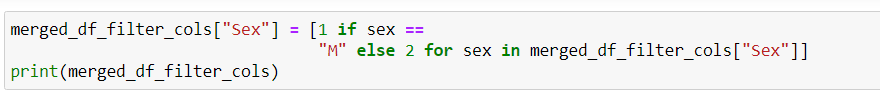 merged_df_filter_cols["Sex"] = [1 if sex ==
"M" else 2 for sex in merged_df_filter_cols["Sex"]]
print(merged_df_filter_cols)